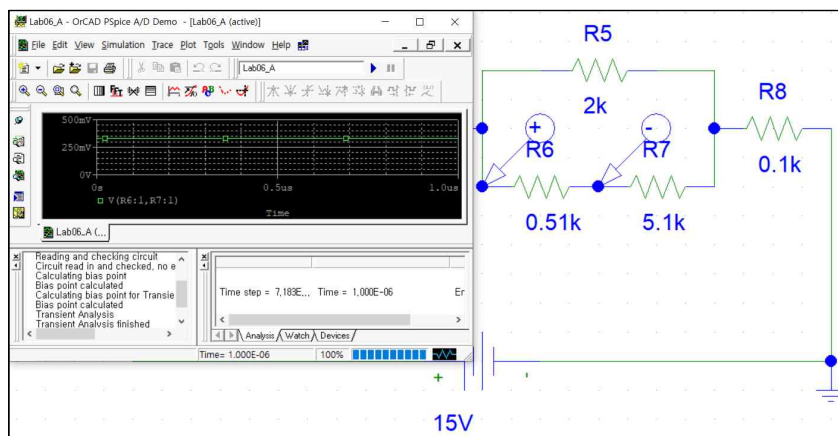 Lab06_A - OrCAD PSpice A/D Demo - [Lab06_A (active)]
File Edit View Simulation Trace Plot Tools Window Help
Lab06_A
500mV
250mV
0V
0s 0.5us 1.0us
V(R6:1,R7:1)
Time
Lab06_A (...
Reading and checking circuit
Circuit read in and checked, no e
Calculating bias point
Bias point calculated
Calculating bias point for Transie
Bias point calculated
Transient Analysis
Transient Analysis finished
Time step = 7,183E... Time = 1,000E-06 Er
Analysis Watch Devices
Time= 1.000E-06 100%
R5
2k
R8
0.1k
+ -
R6 R7
0.51k 5.1k
+
15V